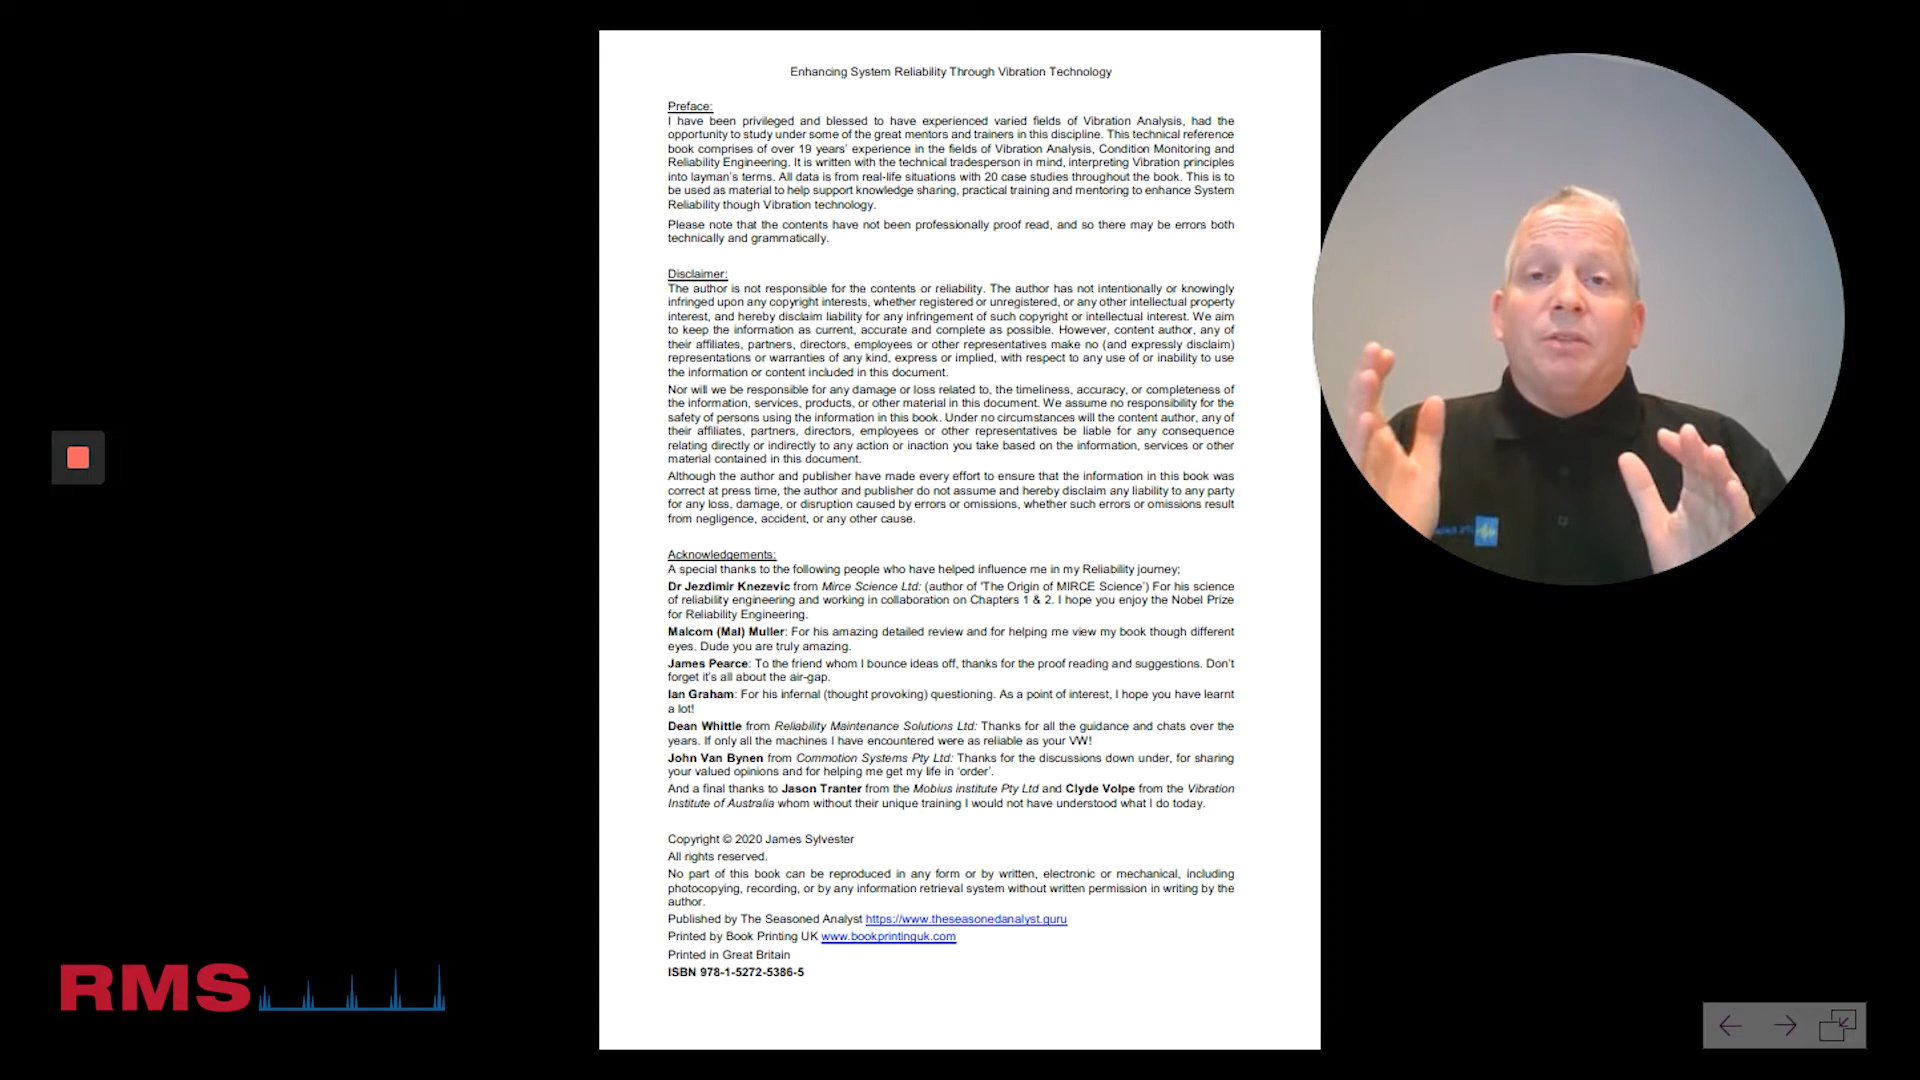 Enhancing System Reliability Through Vibration Technology
Preface:
I have been privileged and blessed to have experienced varied fields of Vibration Analysis, had the
opportunity to study under some of the great mentors and trainers in this discipline. This technical reference
book comprises of over 19 years’ experience in the fields of Vibration Analysis, Condition Monitoring and
Reliability Engineering. It is written with the technical tradesperson in mind, interpreting Vibration principles
into layman’s terms. All data is from real-life situations with 20 case studies throughout the book. This is to
be used as material to help support knowledge sharing, practical training and mentoring to enhance System
Reliability though Vibration technology.
Please note that the contents have not been professionally proof read, and so there may be errors both
technically and grammatically.
Disclaimer:
The author is not responsible for the contents or reliability. The author has not intentionally or knowingly
infringed upon any copyright interests, whether registered or unregistered, or any other intellectual property
interest, and hereby disclaim liability for any infringement of such copyright or intellectual interest. We aim
to keep the information as current, accurate and complete as possible. However, content author, any of
their affiliates, partners, directors, employees or other representatives make no (and expressly disclaim)
representations or warranties of any kind, express or implied, with respect to any use of or inability to use
the information or content included in this document.
Nor will we be responsible for any damage or loss related to, the timeliness, accuracy, or completeness of
the information, services, products, or other material in this document. We assume no responsibility for the
safety of persons using the information in this book. Under no circumstances will the content author, any of
their affiliates, partners, directors, employees or other representatives be liable for any consequence
relating directly or indirectly to any action or inaction you take based on the information, services or other
material contained in this document.
Although the author and publisher have made every effort to ensure that the information in this book was
correct at press time, the author and publisher do not assume and hereby disclaim any liability to any party
for any loss, damage, or disruption caused by errors or omissions, whether such errors or omissions result
from negligence, accident, or any other cause.
Acknowledgements:
A special thanks to the following people who have helped influence me in my Reliability journey;
Dr Jezdimir Knezevic from Mirce Science Ltd: (author of ‘The Origin of MIRCE Science’) For his science
of reliability engineering and working in collaboration on Chapters 1 & 2. I hope you enjoy the Nobel Prize
for Reliability Engineering.
Malcom (Mal) Muller: For his amazing detailed review and for helping me view my book though different
eyes. Dude you are truly amazing.
James Pearce: To the friend whom I bounce ideas off, thanks for the proof reading and suggestions. Don’t
forget it’s all about the air-gap.
Ian Graham: For his infernal (thought provoking) questioning. As a point of interest, I hope you have learnt
a lot!
Dean Whittle from Reliability Maintenance Solutions Ltd: Thanks for all the guidance and chats over the
years. If only all the machines I have encountered were as reliable as your VW!
John Van Bynen from Commotion Systems Pty Ltd: Thanks for the discussions down under, for sharing
your valued opinions and for helping me get my life in ‘order’.
And a final thanks to Jason Tranter from the Mobius institute Pty Ltd and Clyde Volpe from the Vibration
Institute of Australia whom without their unique training I would not have understood what I do today.
Copyright © 2020 James Sylvester
All rights reserved.
No part of this book can be reproduced in any form or by written, electronic or mechanical, including
photocopying, recording, or by any information retrieval system without written permission in writing by the
author.
Published by The Seasoned Analyst https://www.theseasonedanalyst.guru
Printed by Book Printing UK www.bookprintinguk.com
Printed in Great Britain
ISBN 978-1-5272-5386-5
RMS